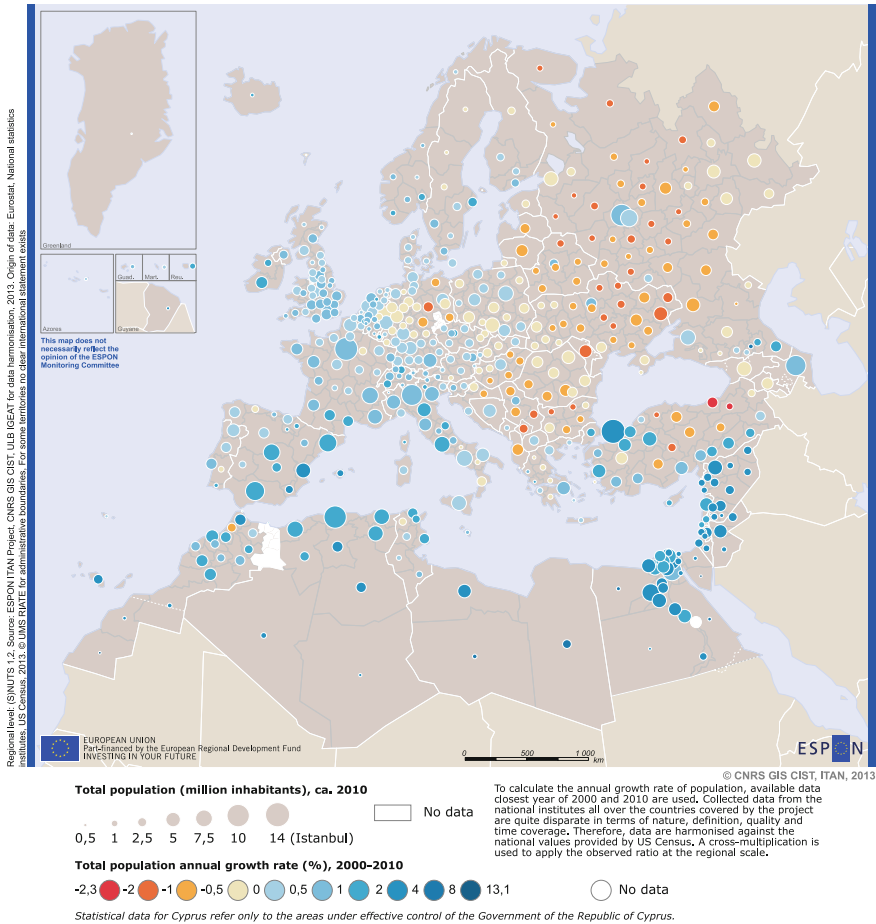 Greenland
Azores
Guad.
Mart.
Reu.
Guyane
This map does not
necessarily reflect the
opinion of the ESPON
Monitoring Committee
Regional level: (S)NUTS 1,2, Source: ESPON ITAN Project, CNRS GIS CIST, ULB IGEAT for data harmonisation, 2013. Origin of data: Eurostat, National statistics
institutes, US Census, 2013. © UMS RIATE for administrative boundaries. For some territories no clear international statement exists
EUROPEAN UNION
Part-financed by the European Regional Development Fund
INVESTING IN YOUR FUTURE
0 500 1 000
km
ESPON
© CNRS GIS CIST, ITAN, 2013
Total population (million inhabitants), ca. 2010
0,5 1 2,5 5 7,5 10 14 (Istanbul)
No data
To calculate the annual growth rate of population, available data
closest year of 2000 and 2010 are used. Collected data from the
national institutes all over the countries covered by the project
are quite disparate in terms of nature, definition, quality and
time coverage. Therefore, data are harmonised against the
national values provided by US Census. A cross-multiplication is
used to apply the observed ratio at the regional scale.
Total population annual growth rate (%), 2000–2010
-2,3 -2 -1 -0,5 0 0,5 1 2 4 8 13,1
No data
Statistical data for Cyprus refer only to the areas under effective control of the Government of the Republic of Cyprus.